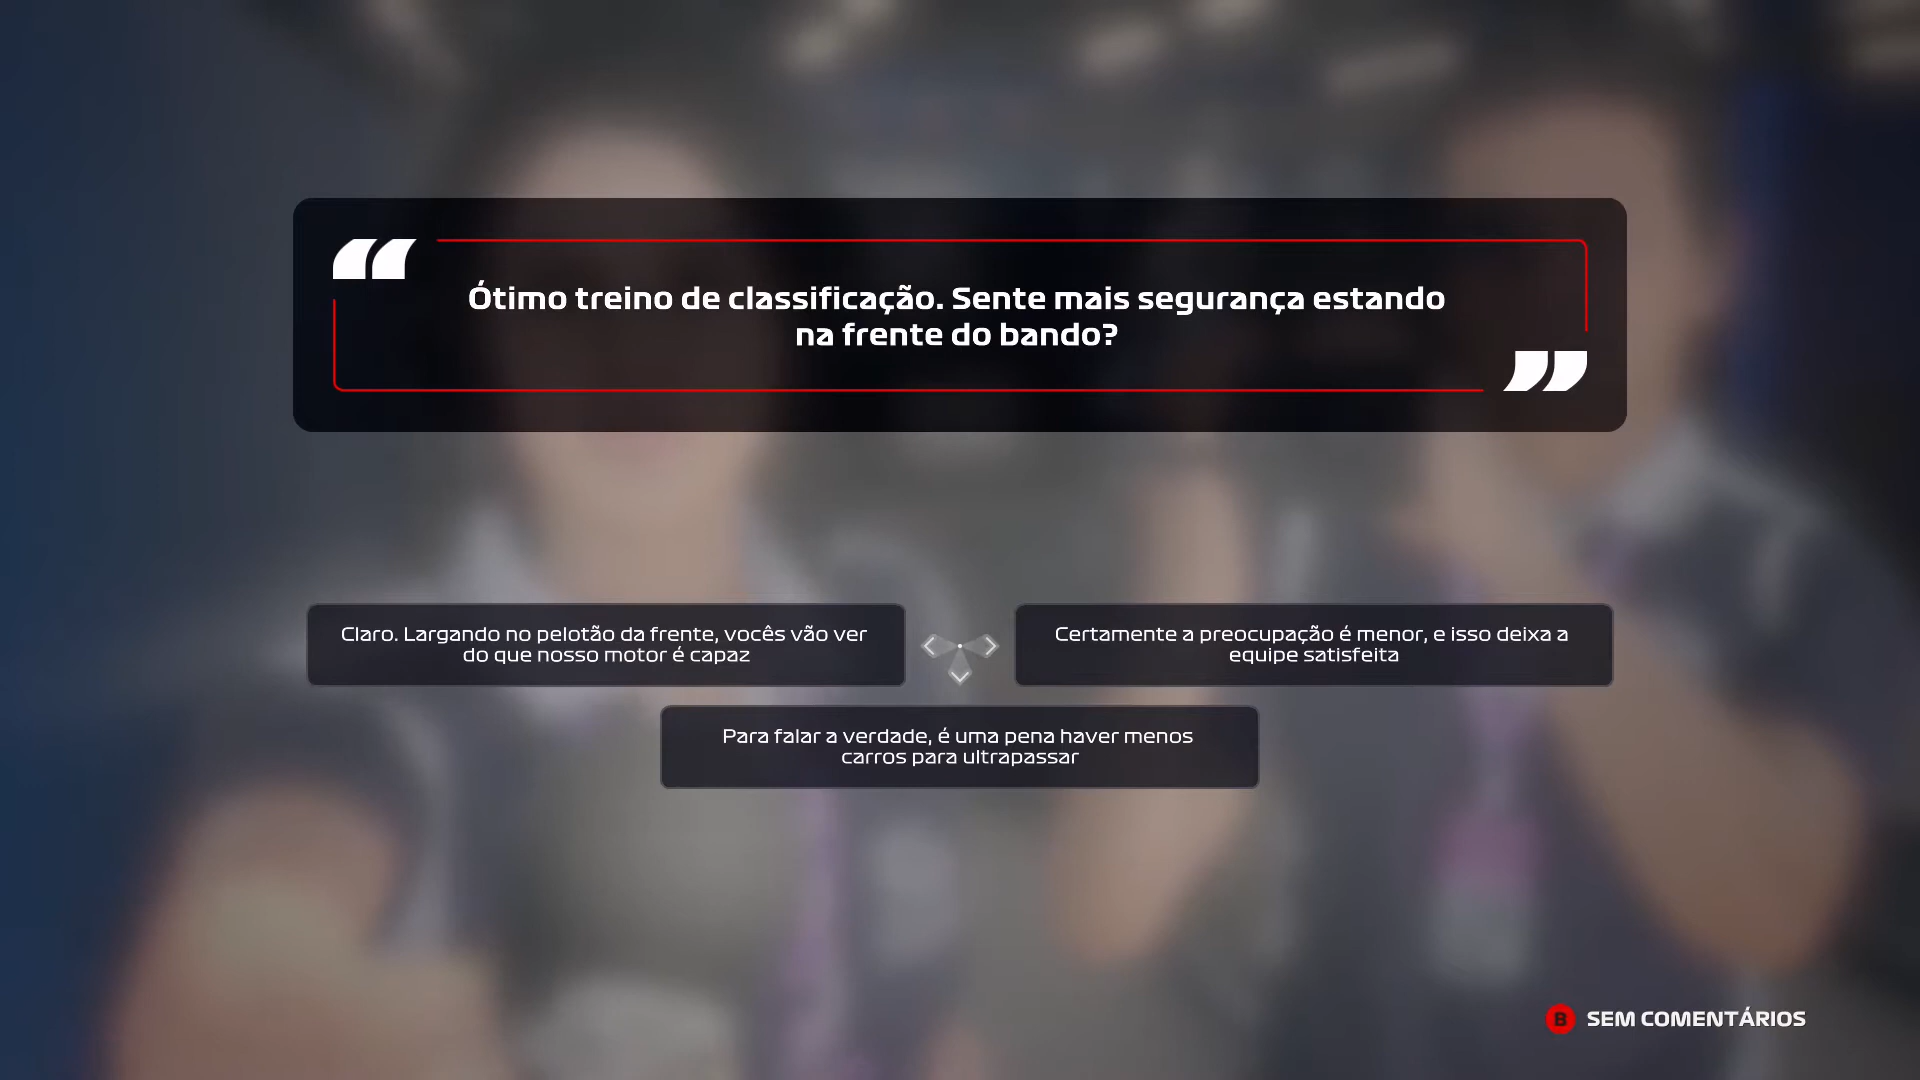 Ótimo treino de classificação. Sente mais segurança estando
na frente do bando?
Claro. Largando no pelotão da frente, vocês vão ver
do que nosso motor é capaz
Certamente a preocupação é menor, e isso deixa a
equipe satisfeita
Para falar a verdade, é uma pena haver menos
carros para ultrapassar
B SEM COMENTÁRIOS